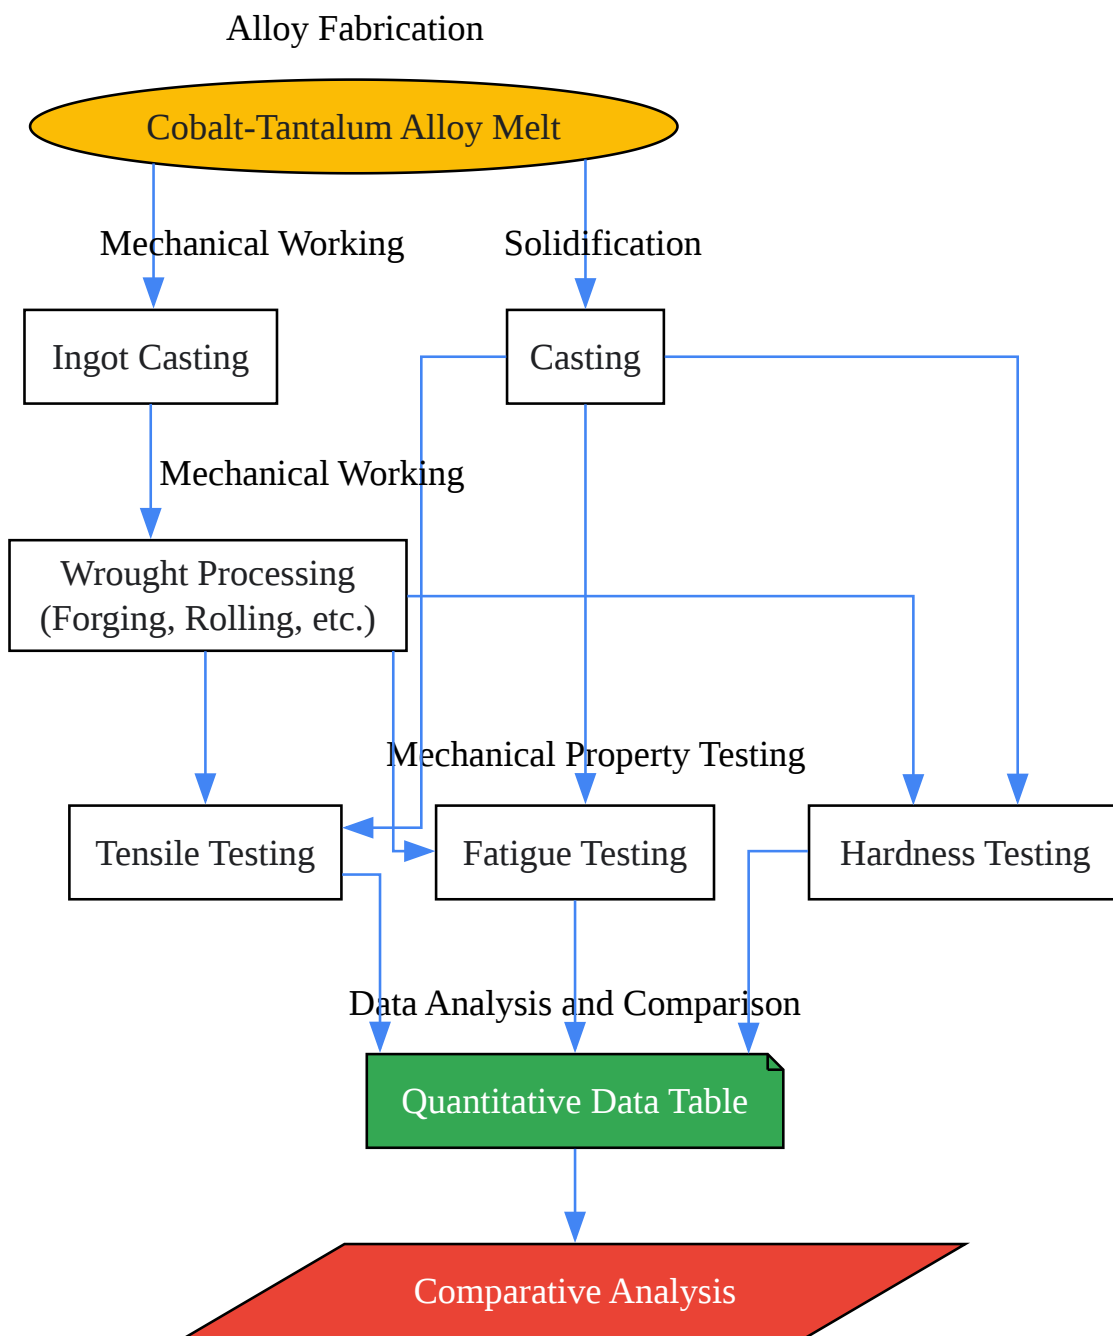 Alloy Fabrication
Cobalt-Tantalum Alloy Melt
Mechanical Working
Solidification
Ingot Casting
Casting
Mechanical Working
Wrought Processing
(Forging, Rolling, etc.)
Mechanical Property Testing
Tensile Testing
Fatigue Testing
Hardness Testing
Data Analysis and Comparison
Quantitative Data Table
Comparative Analysis